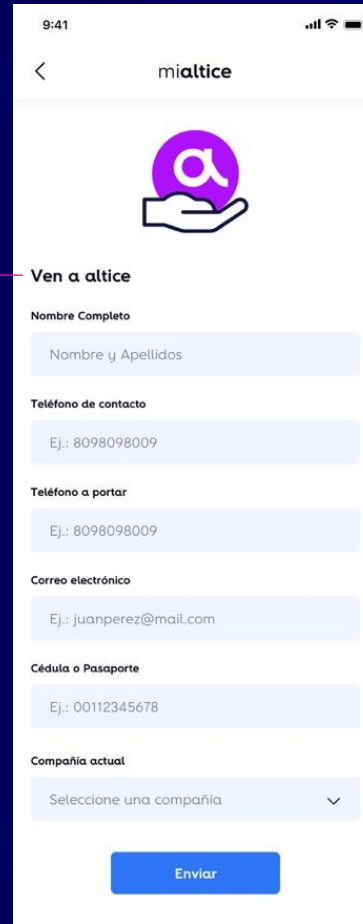 9:41
mialtice
a
Ven a altice
Nombre Completo
Nombre y Apellidos
Teléfono de contacto
Ej.: 8098098009
Teléfono a portar
Ej.: 8098098009
Correo electrónico
Ej.: juanperez@mail.com
Cédula o Pasaporte
Ej.: 00112345678
Compañía actual
Seleccione una compañía
Enviar